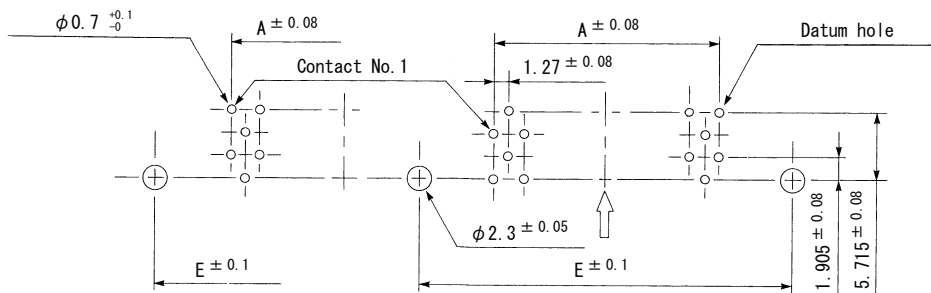 φ0.7 +0.1 -0
A ± 0.08
A ± 0.08
Datum hole
Contact No.1
1.27 ± 0.08
φ2.3 ± 0.05
E ± 0.1
E ± 0.1
1.905 ± 0.08
5.715 ± 0.08